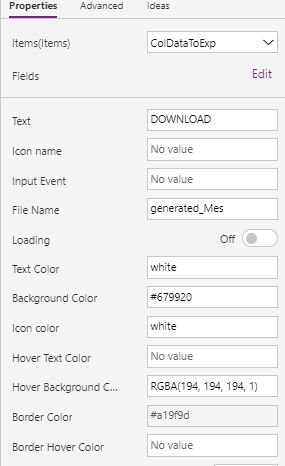 Properties Advanced Ideas
Items(Items) ColDataToExp
Fields Edit
Text DOWNLOAD
Icon name No value
Input Event No value
File Name generated_Mes
Loading Off
Text Color white
Background Color #679920
Icon color white
Hover Text Color No value
Hover Background C... RGBA(194, 194, 194, 1)
Border Color #a19f9d
Border Hover Color No value